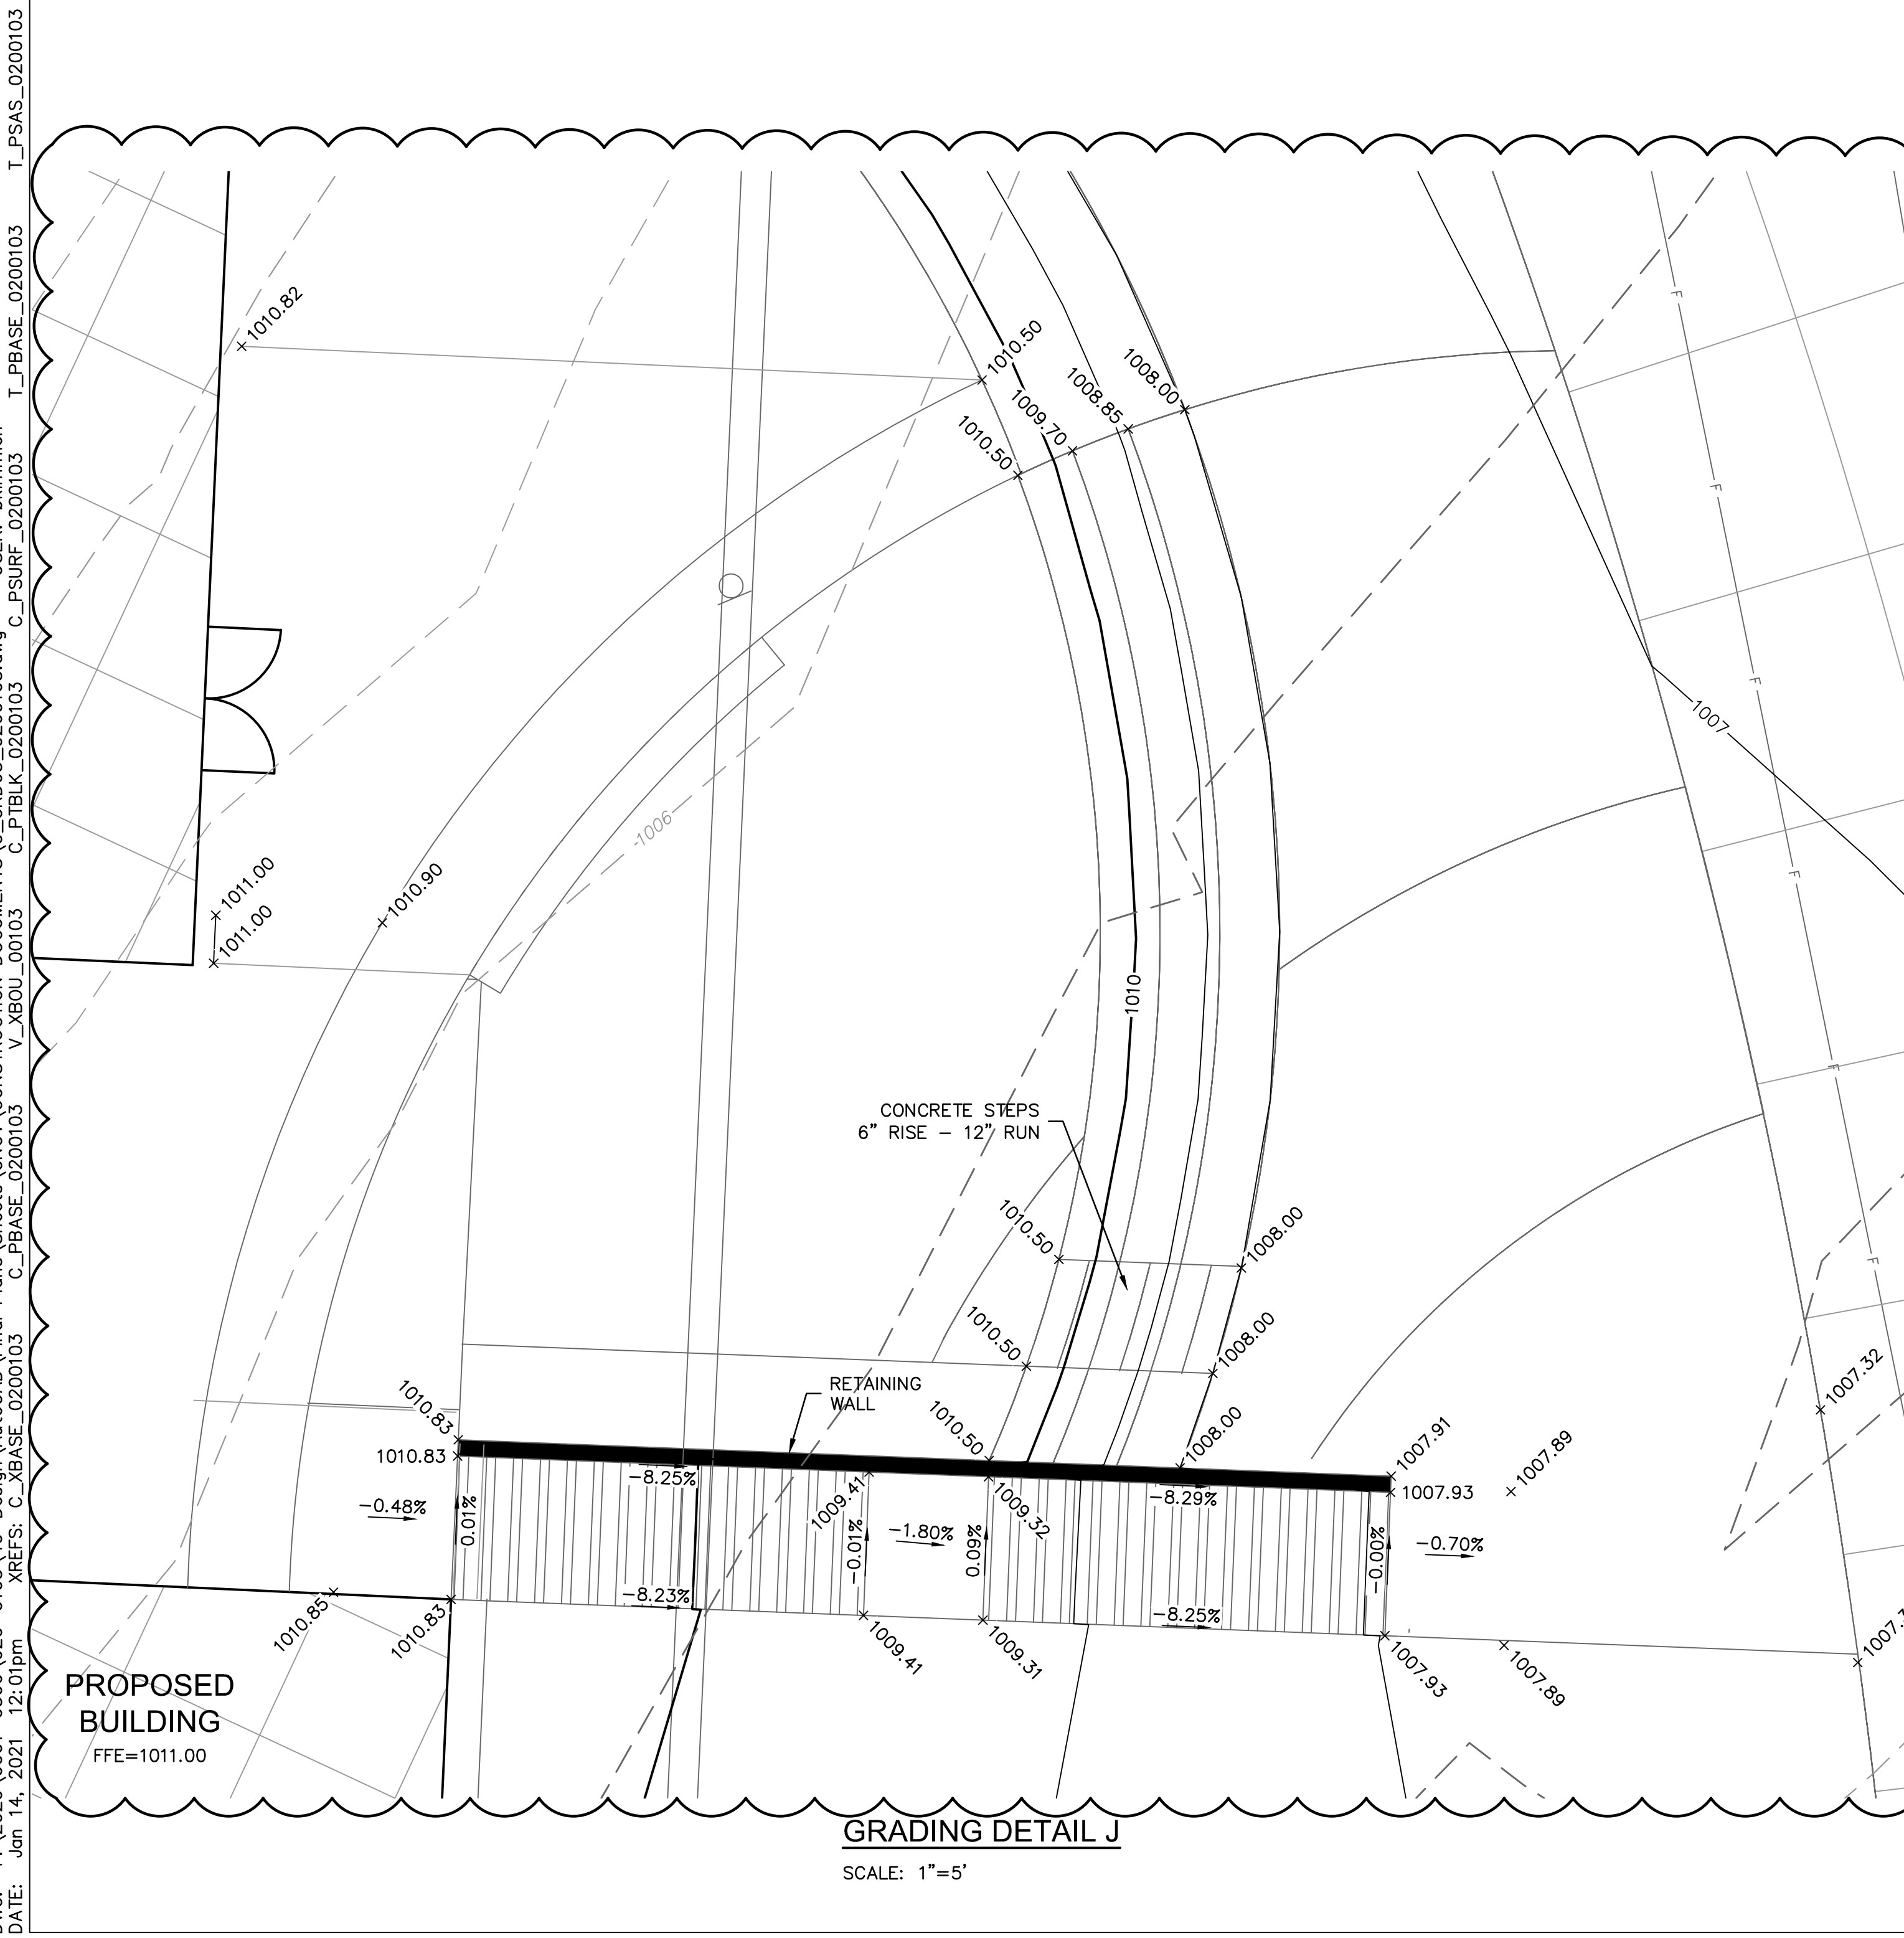 T_PSAS_0200103
T_PBASE_0200103
C_PSURF_0200103
C_PTBLK_0200103
V_XBOU_00103
C_PBASE_0200103
XREFS: C_XBASE_0200103
DATE: Jan 14, 2021 12:01pm
1010.82
1010.50
1008.00
1008.85
1009.70
1010.50
F
F
F
F
F
F
1007
1006
1011.00
1011.00
1010.90
1010
CONCRETE STEPS
6" RISE – 12" RUN
1010.50
1008.00
1010.50
1008.00
1007.32
RETAINING
WALL
1010.83
1010.50
1008.00
1007.91
1007.89
1010.83
−8.25%
1009.41
1009.32
−8.29%
1007.93
−0.48%
0.01%
−0.01%
−1.80%
0.09%
−0.00%
−0.70%
−8.23%
−8.25%
1010.85
1010.83
1009.41
1009.31
1007.93
1007.89
PROPOSED
BUILDING
FFE=1011.00
GRADING DETAIL J
SCALE: 1"=5'